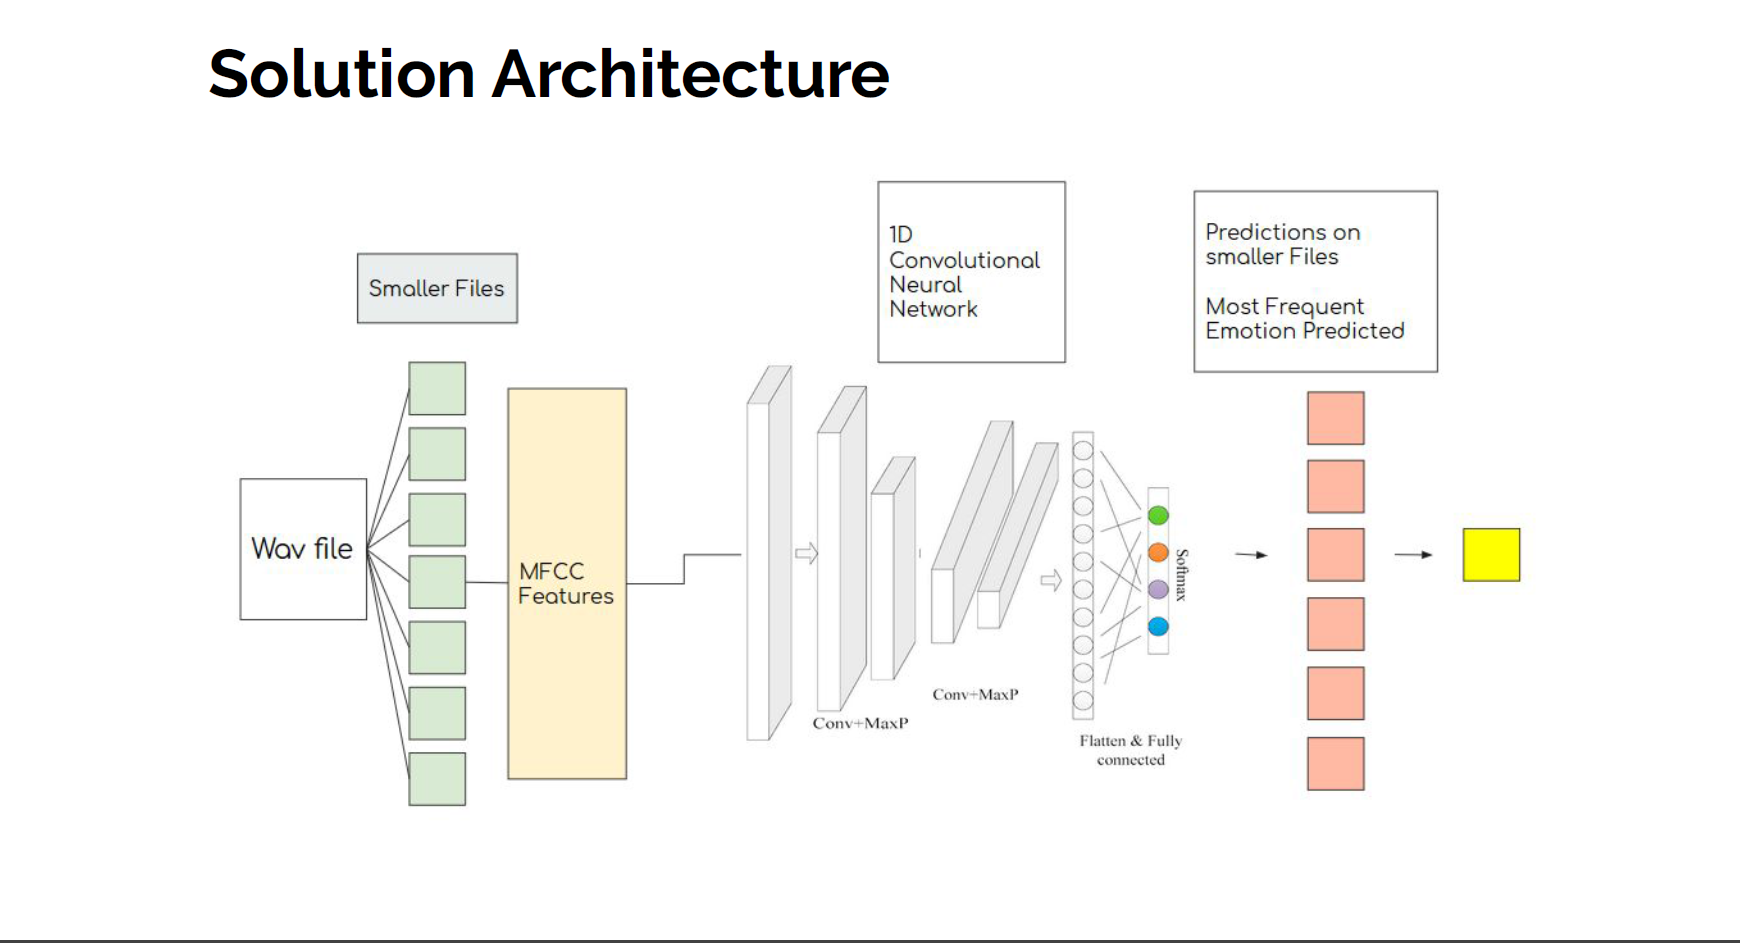 Solution Architecture
Smaller Files
Wav file
MFCC
Features
1D
Convolutional
Neural
Network
Conv+MaxP
Conv+MaxP
Flatten & Fully
connected
Softmax
Predictions on
smaller Files
Most Frequent
Emotion Predicted